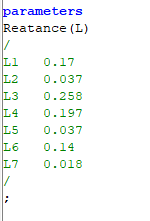 parameters
Reatance(L)
/
L1 0.17
L2 0.037
L3 0.258
L4 0.197
L5 0.037
L6 0.14
L7 0.018
/
;